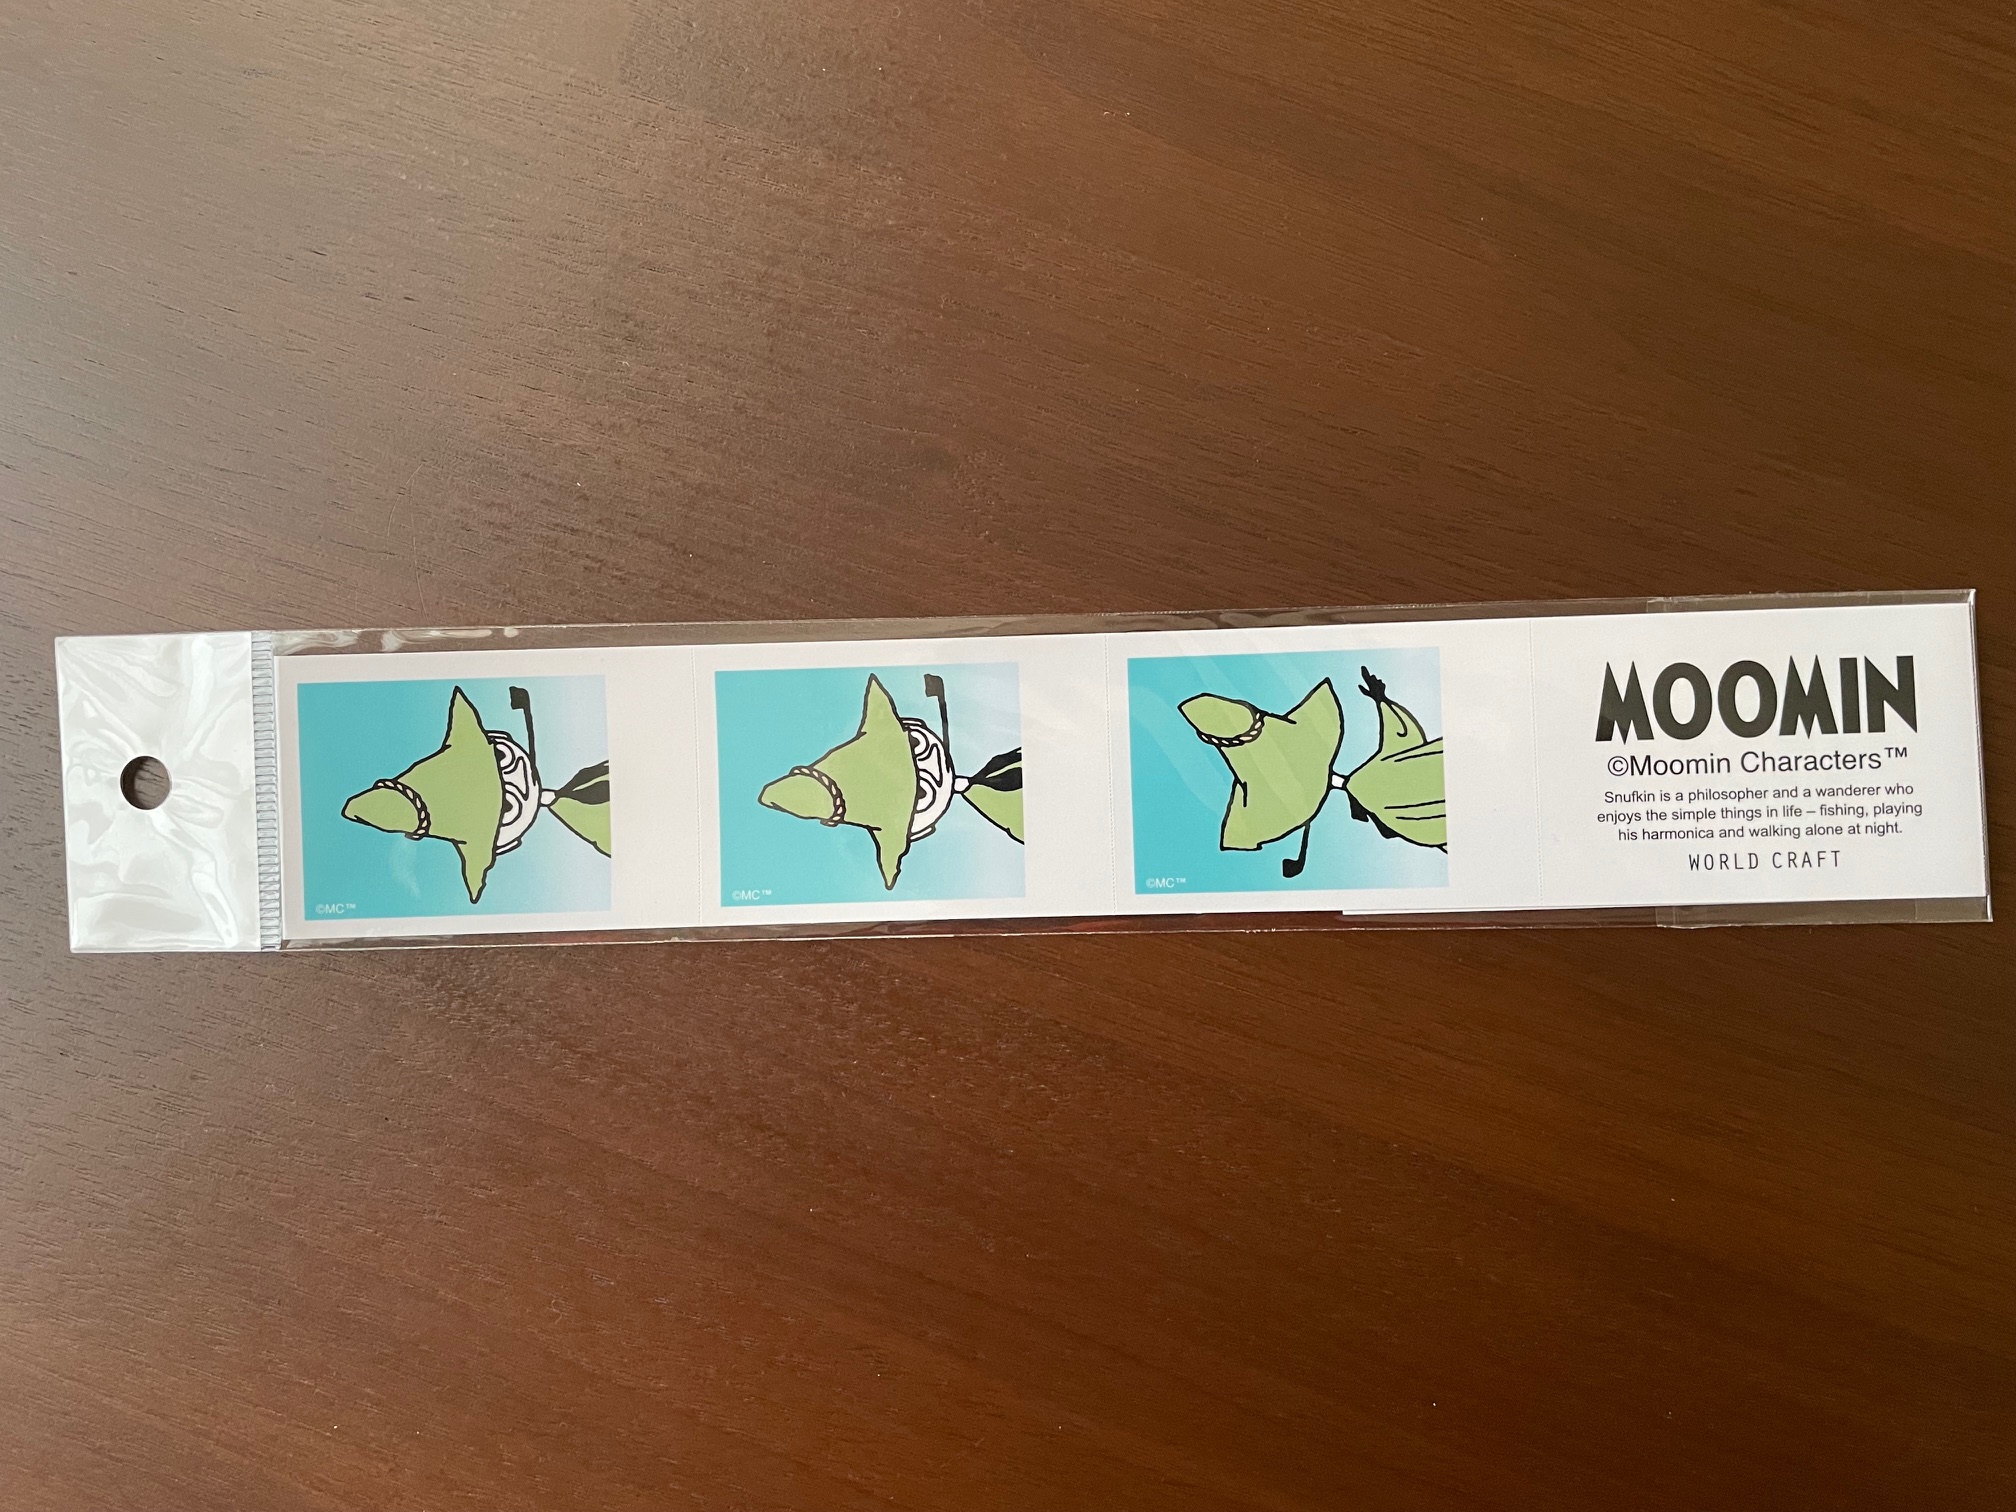 ©MC™
©MC™
©MC™
MOOMIN
©Moomin Characters™
Snufkin is a philosopher and a wanderer who
enjoys the simple things in life – fishing, playing
his harmonica and walking alone at night.
WORLD CRAFT